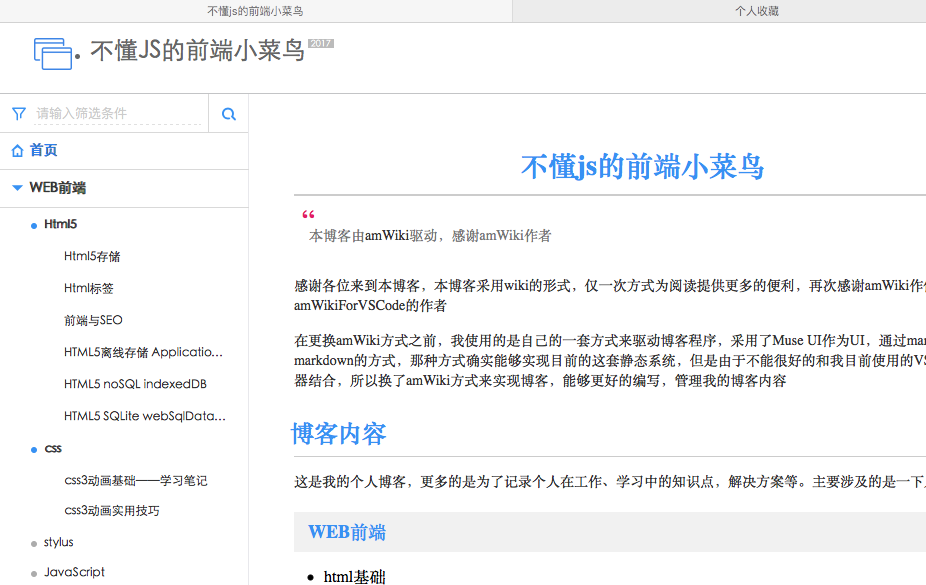 不懂js的前端小菜鸟
个人收藏
不懂JS的前端小菜鸟 2017
请输入筛选条件
首页
WEB前端
Html5
Html5存储
Html标签
前端与SEO
HTML5离线存储 Applicatio...
HTML5 noSQL indexedDB
HTML5 SQLite webSqlData...
css
css3动画基础——学习笔记
css3动画实用技巧
stylus
JavaScript
不懂js的前端小菜鸟
“
本博客由amWiki驱动，感谢amWiki作者
感谢各位来到本博客，本博客采用wiki的形式，仅一次方式为阅读提供更多的便利，再次感谢amWiki作
amWikiForVSCode的作者
在更换amWiki方式之前，我使用的是自己的一套方式来驱动博客程序，采用了Muse UI作为UI，通过mar
markdown的方式，那种方式确实能够实现目前的这套静态系统，但是由于不能很好的和我目前使用的VS
器结合，所以换了amWiki方式来实现博客，能够更好的编写，管理我的博客内容
博客内容
这是我的个人博客，更多的是为了记录个人在工作、学习中的知识点，解决方案等。主要涉及的是一下
WEB前端
html基础